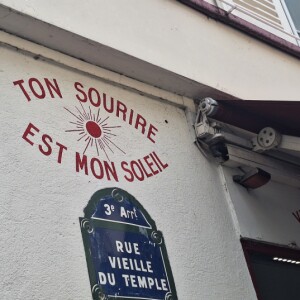 TON SOURIRE
EST MON SOLEIL
3e Arrt
RUE
VIEILLE
DU TEMPLE